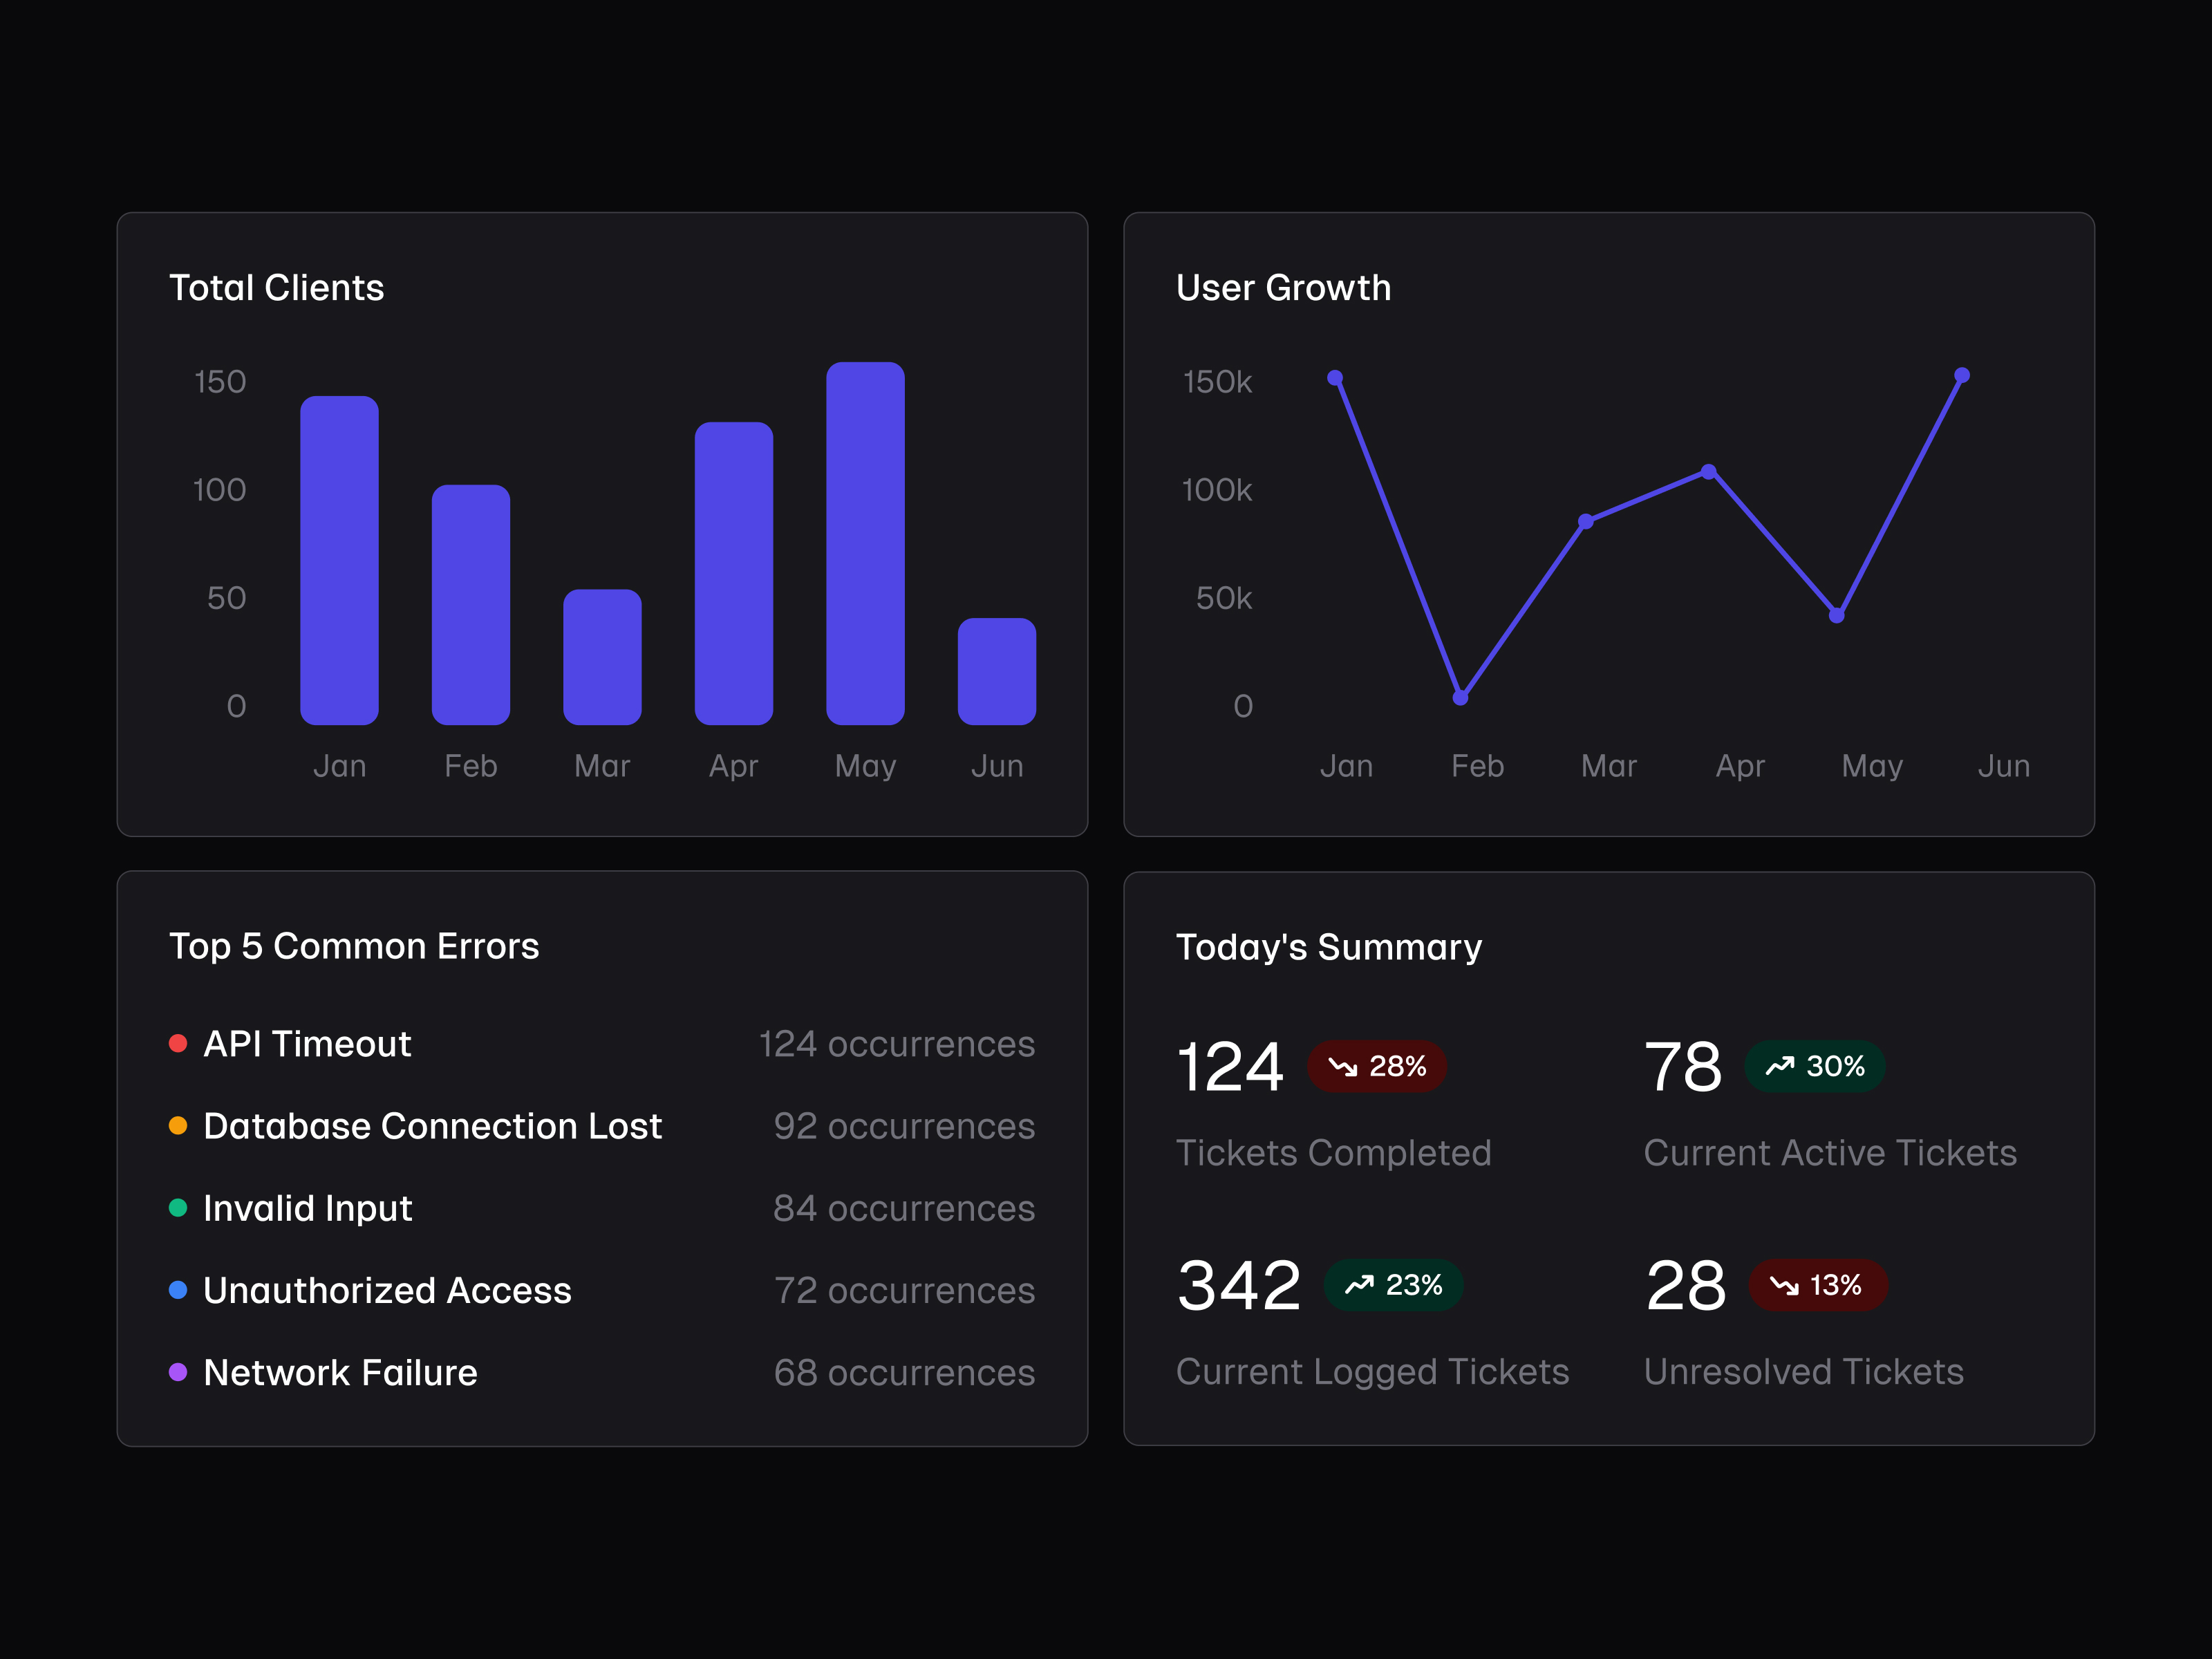 Total Clients
150
100
50
0
Jan Feb Mar Apr May Jun
User Growth
150k
100k
50k
0
Jan Feb Mar Apr May Jun
Top 5 Common Errors
API Timeout 124 occurrences
Database Connection Lost 92 occurrences
Invalid Input 84 occurrences
Unauthorized Access 72 occurrences
Network Failure 68 occurrences
Today's Summary
124 28%
Tickets Completed
78 30%
Current Active Tickets
342 23%
Current Logged Tickets
28 13%
Unresolved Tickets